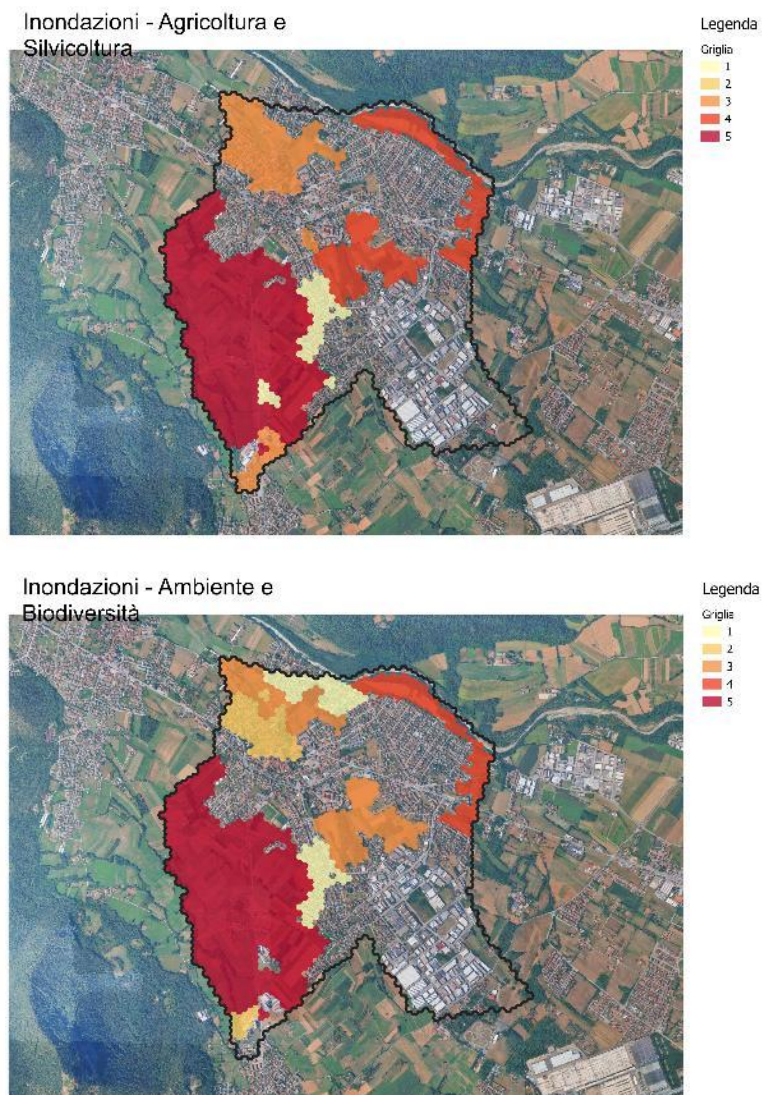 Inondazioni - Agricoltura e
Silvicoltura
Legenda
Griglia
1
2
3
4
5
Inondazioni - Ambiente e
Biodiversità
Legenda
Griglia
1
2
3
4
5